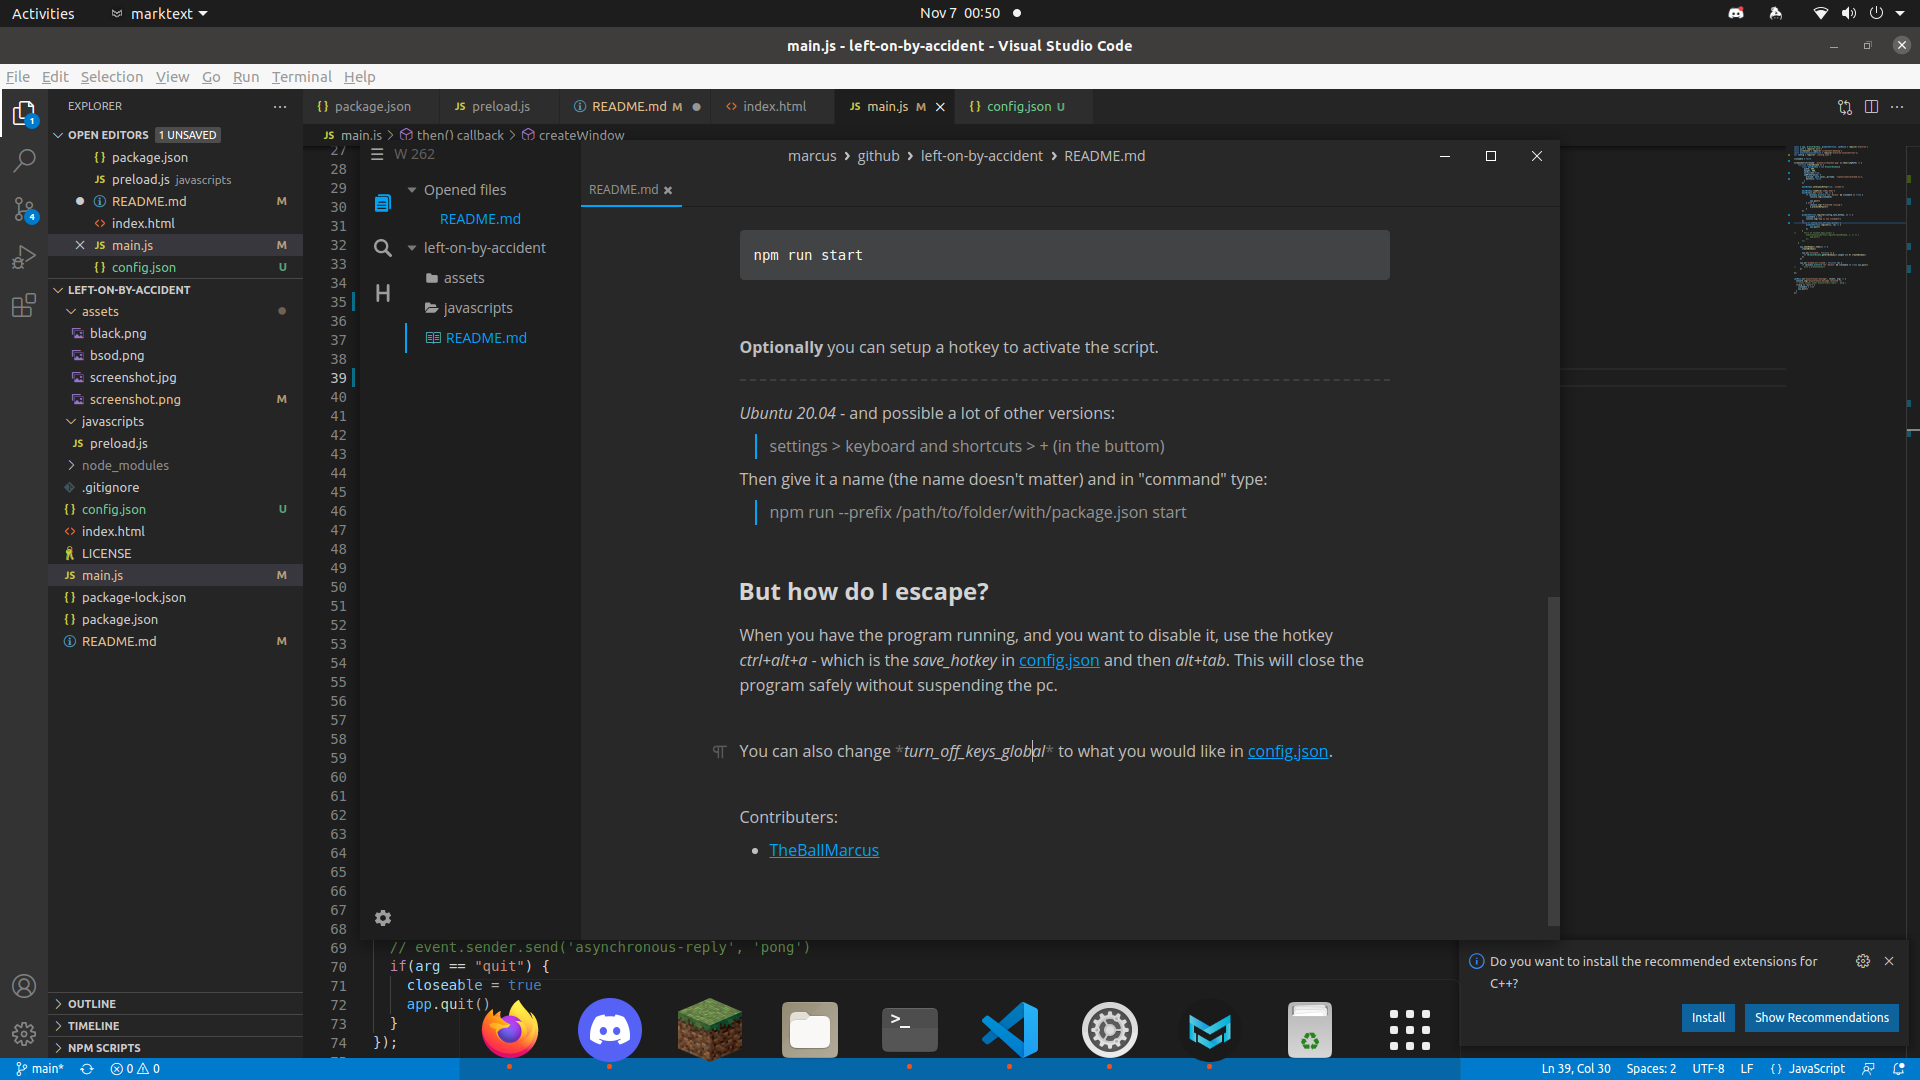 Activities
marktext
Nov 7 00:50
main.js - left-on-by-accident - Visual Studio Code
File Edit Selection View Go Run Terminal Help
EXPLORER
package.json
preload.js
README.md M
index.html
main.js M
config.json U
OPEN EDITORS 1 UNSAVED
main.js > then() callback > createWindow
package.json
preload.js javascripts
README.md M
index.html
main.js M
config.json U
LEFT-ON-BY-ACCIDENT
assets
black.png
bsod.png
screenshot.jpg
screenshot.png M
javascripts
preload.js
node_modules
.gitignore
config.json U
index.html
LICENSE
main.js M
package-lock.json
package.json
README.md M
OUTLINE
TIMELINE
NPM SCRIPTS
27
28
29
30
31
32
33
34
35
36
37
38
39
40
41
42
43
44
45
46
47
48
49
50
51
52
53
54
55
56
57
58
59
60
61
62
63
64
65
66
67
68
69 // event.sender.send('asynchronous-reply', 'pong')
70 if(arg == "quit") {
71 closeable = true
72 app.quit()
73 }
74 });
W 262
marcus > github > left-on-by-accident > README.md
Opened files
README.md
left-on-by-accident
assets
javascripts
README.md
README.md
npm run start
Optionally you can setup a hotkey to activate the script.
Ubuntu 20.04 - and possible a lot of other versions:
settings > keyboard and shortcuts > + (in the buttom)
Then give it a name (the name doesn't matter) and in "command" type:
npm run --prefix /path/to/folder/with/package.json start
But how do I escape?
When you have the program running, and you want to disable it, use the hotkey
ctrl+alt+a - which is the save_hotkey in config.json and then alt+tab. This will close the
program safely without suspending the pc.
You can also change *turn_off_keys_global* to what you would like in config.json.
Contributers:
TheBallMarcus
Do you want to install the recommended extensions for
C++?
Install
Show Recommendations
main* 0 0
Ln 39, Col 30 Spaces: 2 UTF-8 LF {} JavaScript